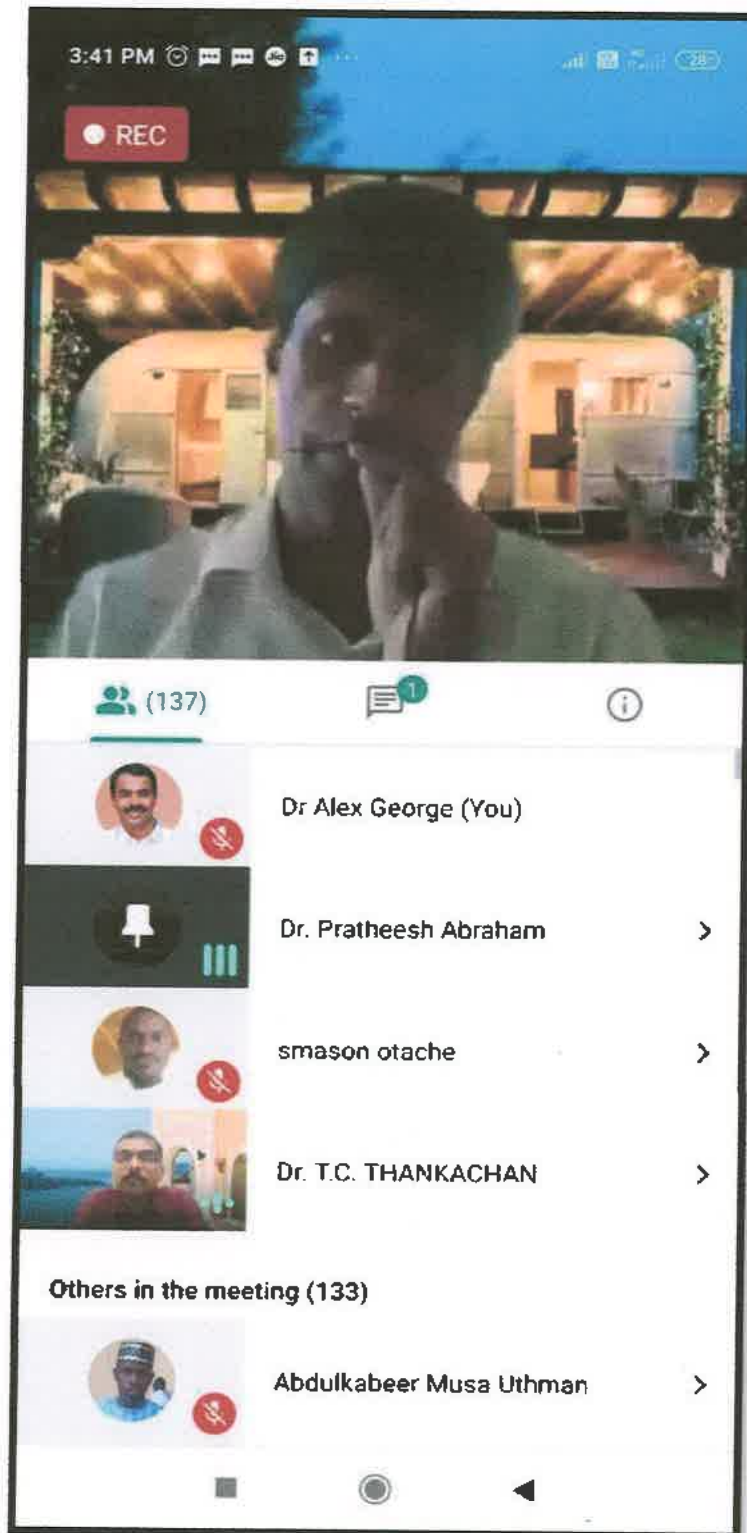 3:41 PM
28
REC
(137)
1
Dr Alex George (You)
Dr. Pratheesh Abraham
smason otache
Dr. T.C. THANKACHAN
Others in the meeting (133)
Abdulkabeer Musa Uthman